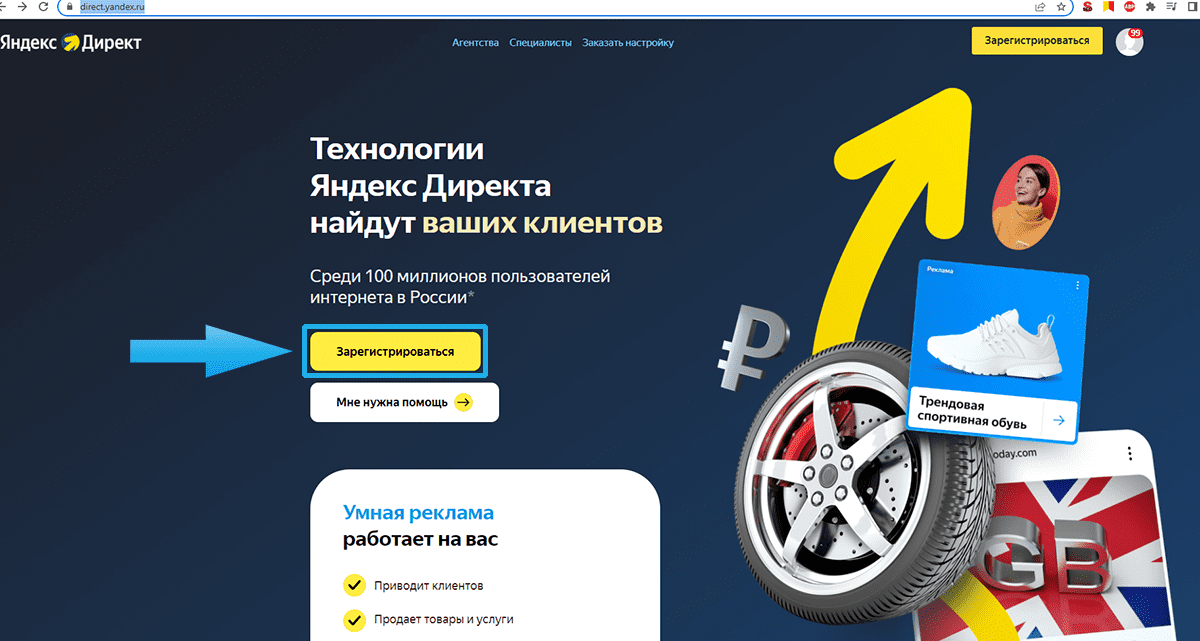 direct.yandex.ru
Яндекс Директ
Агентства Специалисты Заказать настройку
Зарегистрироваться
99
Технологии
Яндекс Директа
найдут ваших клиентов
Среди 100 миллионов пользователей
интернета в России*
Зарегистрироваться
Мне нужна помощь
Умная реклама
работает на вас
Приводит клиентов
Продает товары и услуги
Реклама
Трендовая
спортивная обувь
oday.com
GB
₽
S
ABP